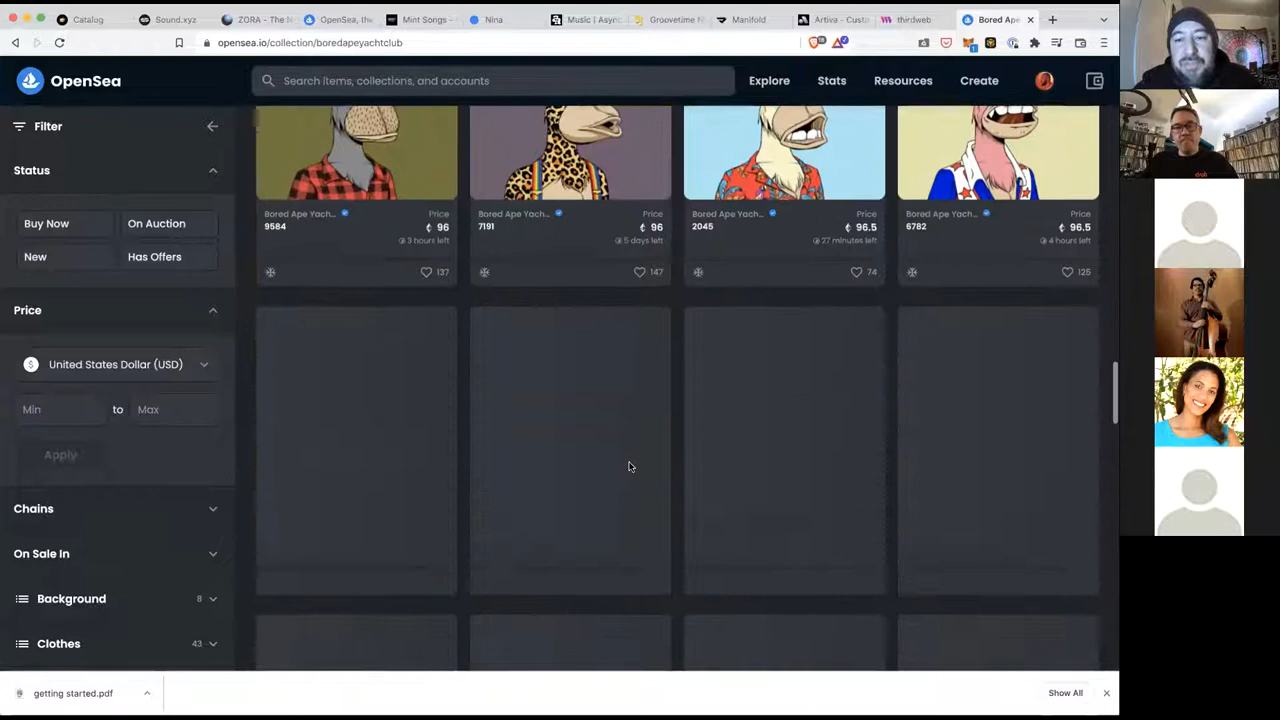 Catalog
Sound.xyz
ZORA - The N
OpenSea, the
Mint Songs -
Nina
Music | Async
Groovetime N
Manifold
Artiva - Custo
thirdweb
Bored Ape
opensea.io/collection/boredapeyachtclub
OpenSea
Search items, collections, and accounts
Explore
Stats
Resources
Create
Filter
Status
Buy Now
On Auction
New
Has Offers
Price
United States Dollar (USD)
Min
to
Max
Apply
Chains
On Sale In
Background
8
Clothes
43
Bored Ape Yach... Price
9584 96
3 hours left
137
Bored Ape Yach... Price
7191 96
5 days left
147
Bored Ape Yach... Price
2045 96.5
27 minutes left
74
Bored Ape Yach... Price
6782 96.5
4 hours left
125
getting started.pdf
Show All